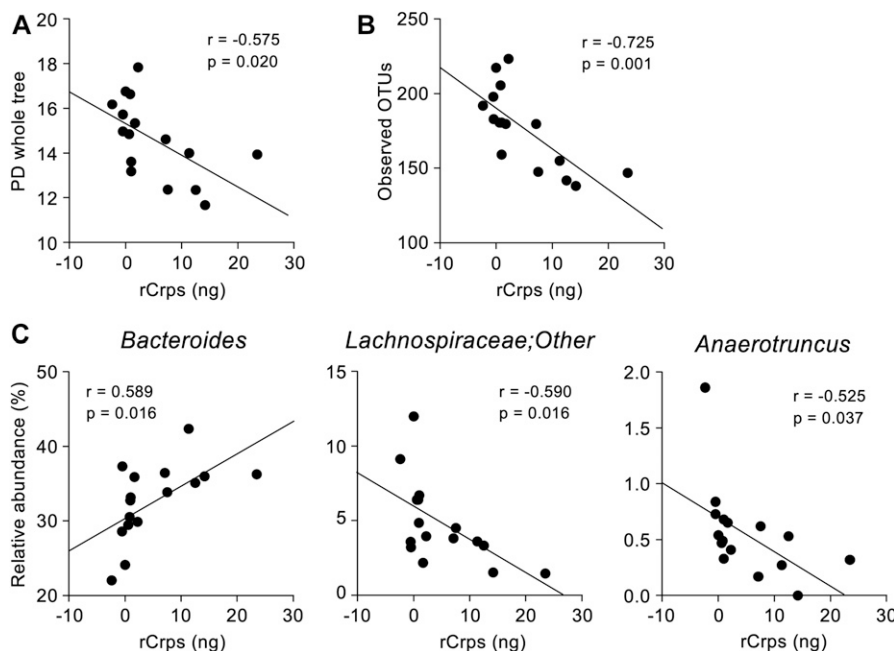 A
PD whole tree
r = -0.575
p = 0.020
20
18
16
14
12
10
-10 0 10 20 30
rCrps (ng)
B
Observed OTUs
r = -0.725
p = 0.001
250
200
150
100
-10 0 10 20 30
rCrps (ng)
C
Relative abundance (%)
Bacteroides
r = 0.589
p = 0.016
50
40
30
20
-10 0 10 20 30
rCrps (ng)
Lachnospiraceae;Other
r = -0.590
p = 0.016
15
10
5
0
-10 0 10 20 30
rCrps (ng)
Anaerotruncus
r = -0.525
p = 0.037
2.0
1.5
1.0
0.5
0.0
-10 0 10 20 30
rCrps (ng)